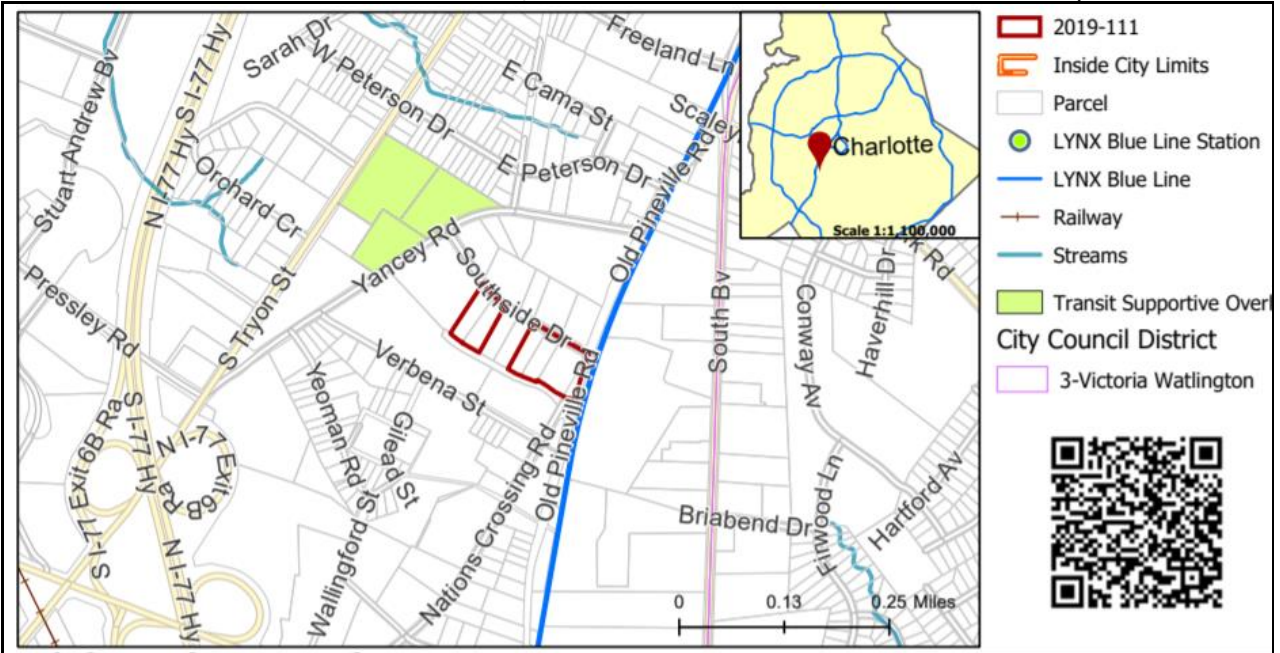 Stuart Andrew Bv
N I-77 Hy S I-77 Hy
Sarah Dr
W Peterson Dr
E Cama St
Freeland Ln
Scaley
E Peterson Dr
Orchard Cr
Old Pineville Rd
Pressley Rd
S Tryon St
Yancey Rd
Southside Dr
Verbena St
Yeoman Rd
Gilead St
Wallingford St
Nations Crossing Rd
Old Pineville Rd
South Bv
Conway Av
Haverhill Dr
rk Rd
Briabend Dr
Finwood Ln
Hartford Av
S I-77 Exit 6B Ra
S I-77 Hy
N I-77 Exit 6B Ra
N I-77 Hy
Charlotte
Scale 1:1,100,000
0 0.13 0.25 Miles
2019-111
Inside City Limits
Parcel
LYNX Blue Line Station
LYNX Blue Line
Railway
Streams
Transit Supportive Overl
City Council District
3-Victoria Watlington